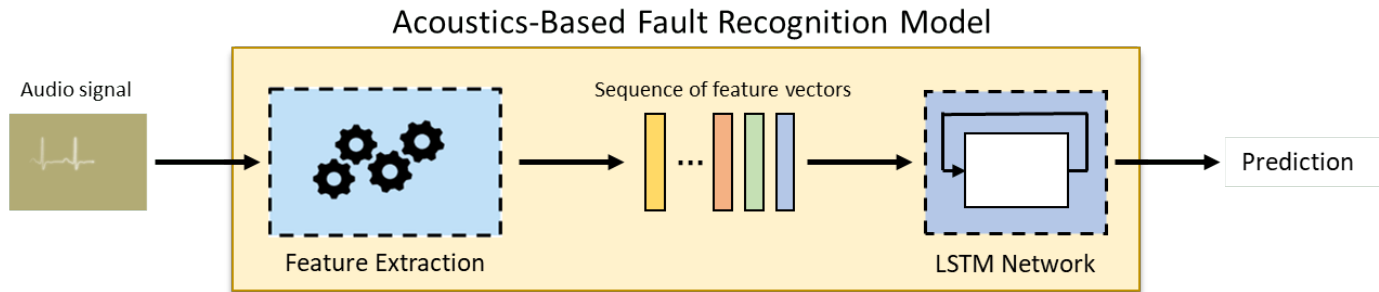 Acoustics-Based Fault Recognition Model
Audio signal
Sequence of feature vectors
...
Prediction
Feature Extraction
LSTM Network